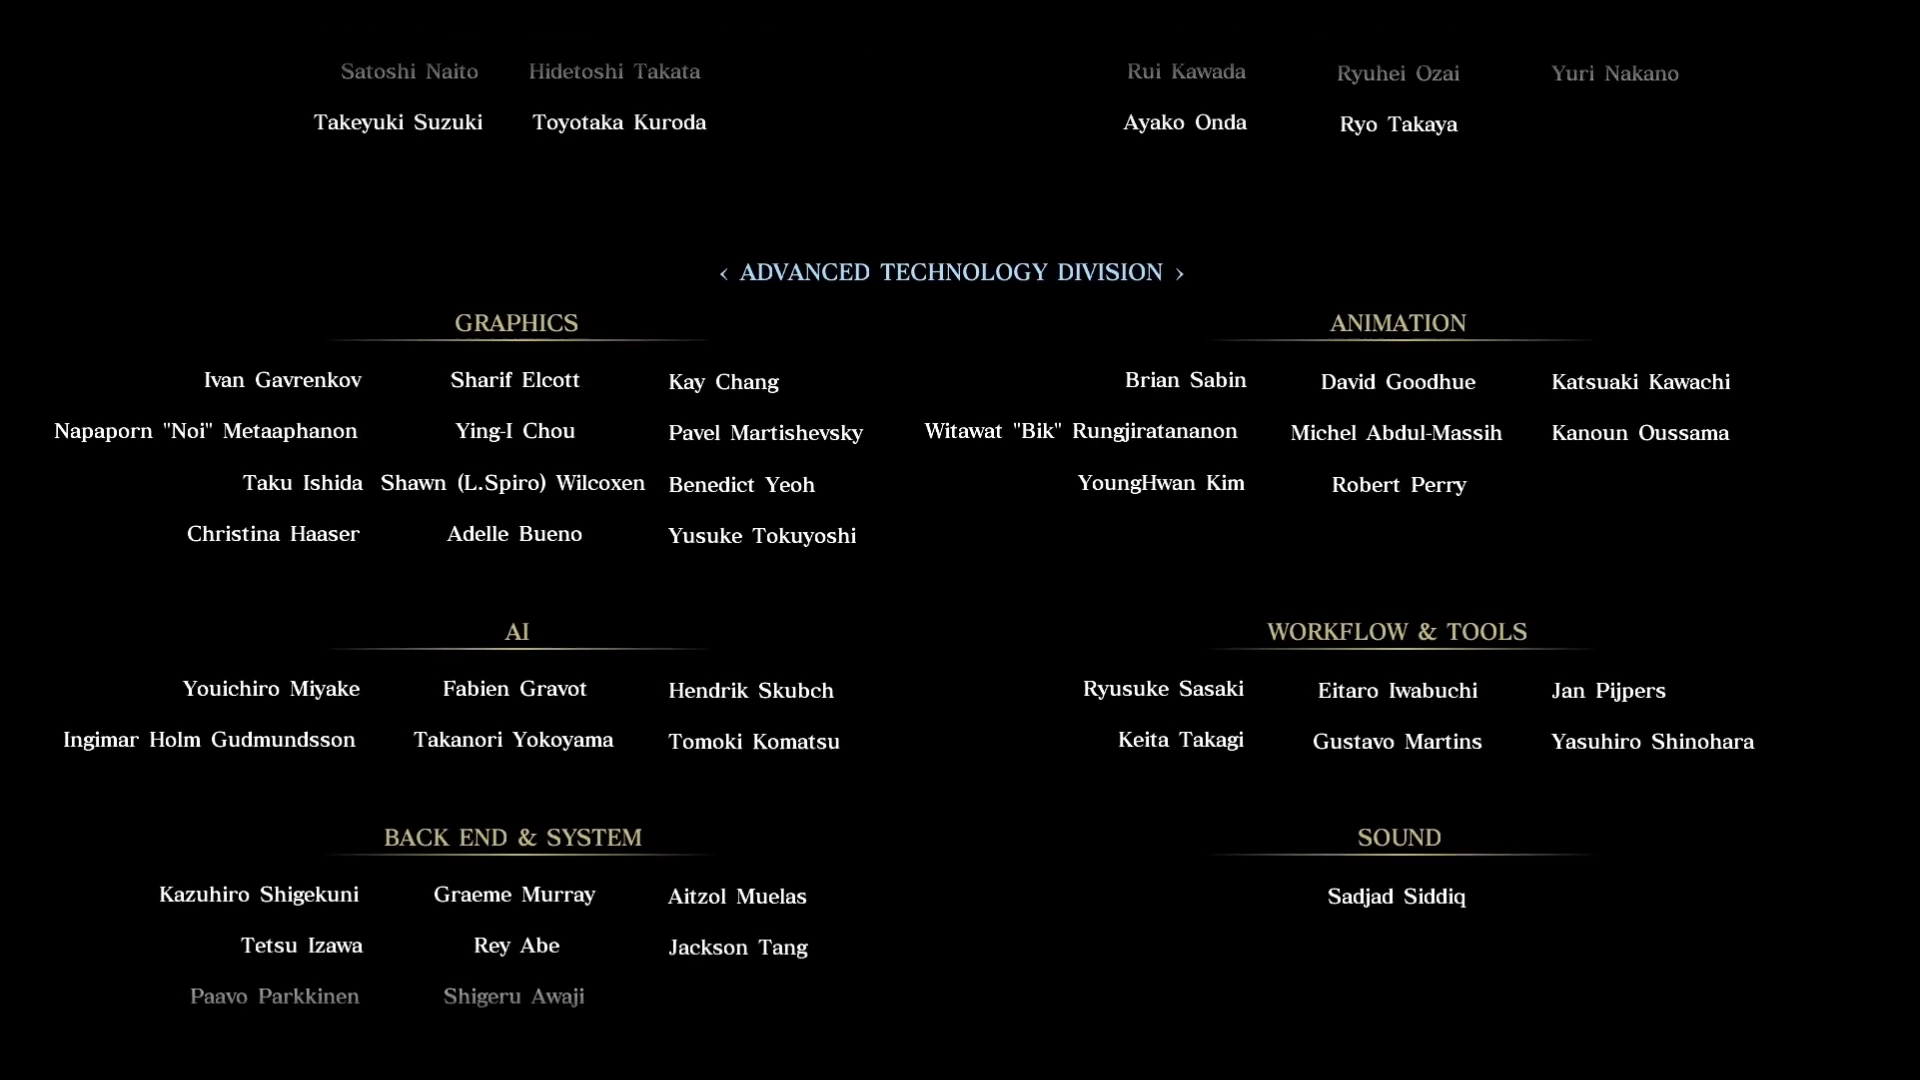 Satoshi Naito Hidetoshi Takata Rui Kawada Ryuhei Ozai Yuri Nakano
Takeyuki Suzuki Toyotaka Kuroda Ayako Onda Ryo Takaya
‹ ADVANCED TECHNOLOGY DIVISION ›
GRAPHICS
Ivan Gavrenkov Sharif Elcott Kay Chang
Napaporn "Noi" Metaaphanon Ying-I Chou Pavel Martishevsky
Taku Ishida Shawn (L.Spiro) Wilcoxen Benedict Yeoh
Christina Haaser Adelle Bueno Yusuke Tokuyoshi
ANIMATION
Brian Sabin David Goodhue Katsuaki Kawachi
Witawat "Bik" Rungjiratananon Michel Abdul-Massih Kanoun Oussama
YoungHwan Kim Robert Perry
AI
Youichiro Miyake Fabien Gravot Hendrik Skubch
Ingimar Holm Gudmundsson Takanori Yokoyama Tomoki Komatsu
WORKFLOW & TOOLS
Ryusuke Sasaki Eitaro Iwabuchi Jan Pijpers
Keita Takagi Gustavo Martins Yasuhiro Shinohara
BACK END & SYSTEM
Kazuhiro Shigekuni Graeme Murray Aitzol Muelas
Tetsu Izawa Rey Abe Jackson Tang
Paavo Parkkinen Shigeru Awaji
SOUND
Sadjad Siddiq